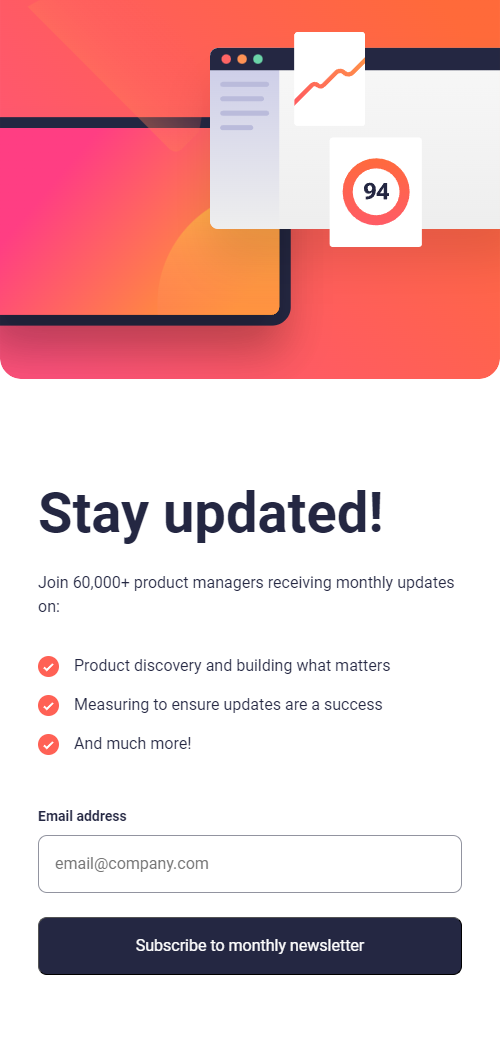 94
Stay updated!
Join 60,000+ product managers receiving monthly updates
on:
Product discovery and building what matters
Measuring to ensure updates are a success
And much more!
Email address
email@company.com
Subscribe to monthly newsletter